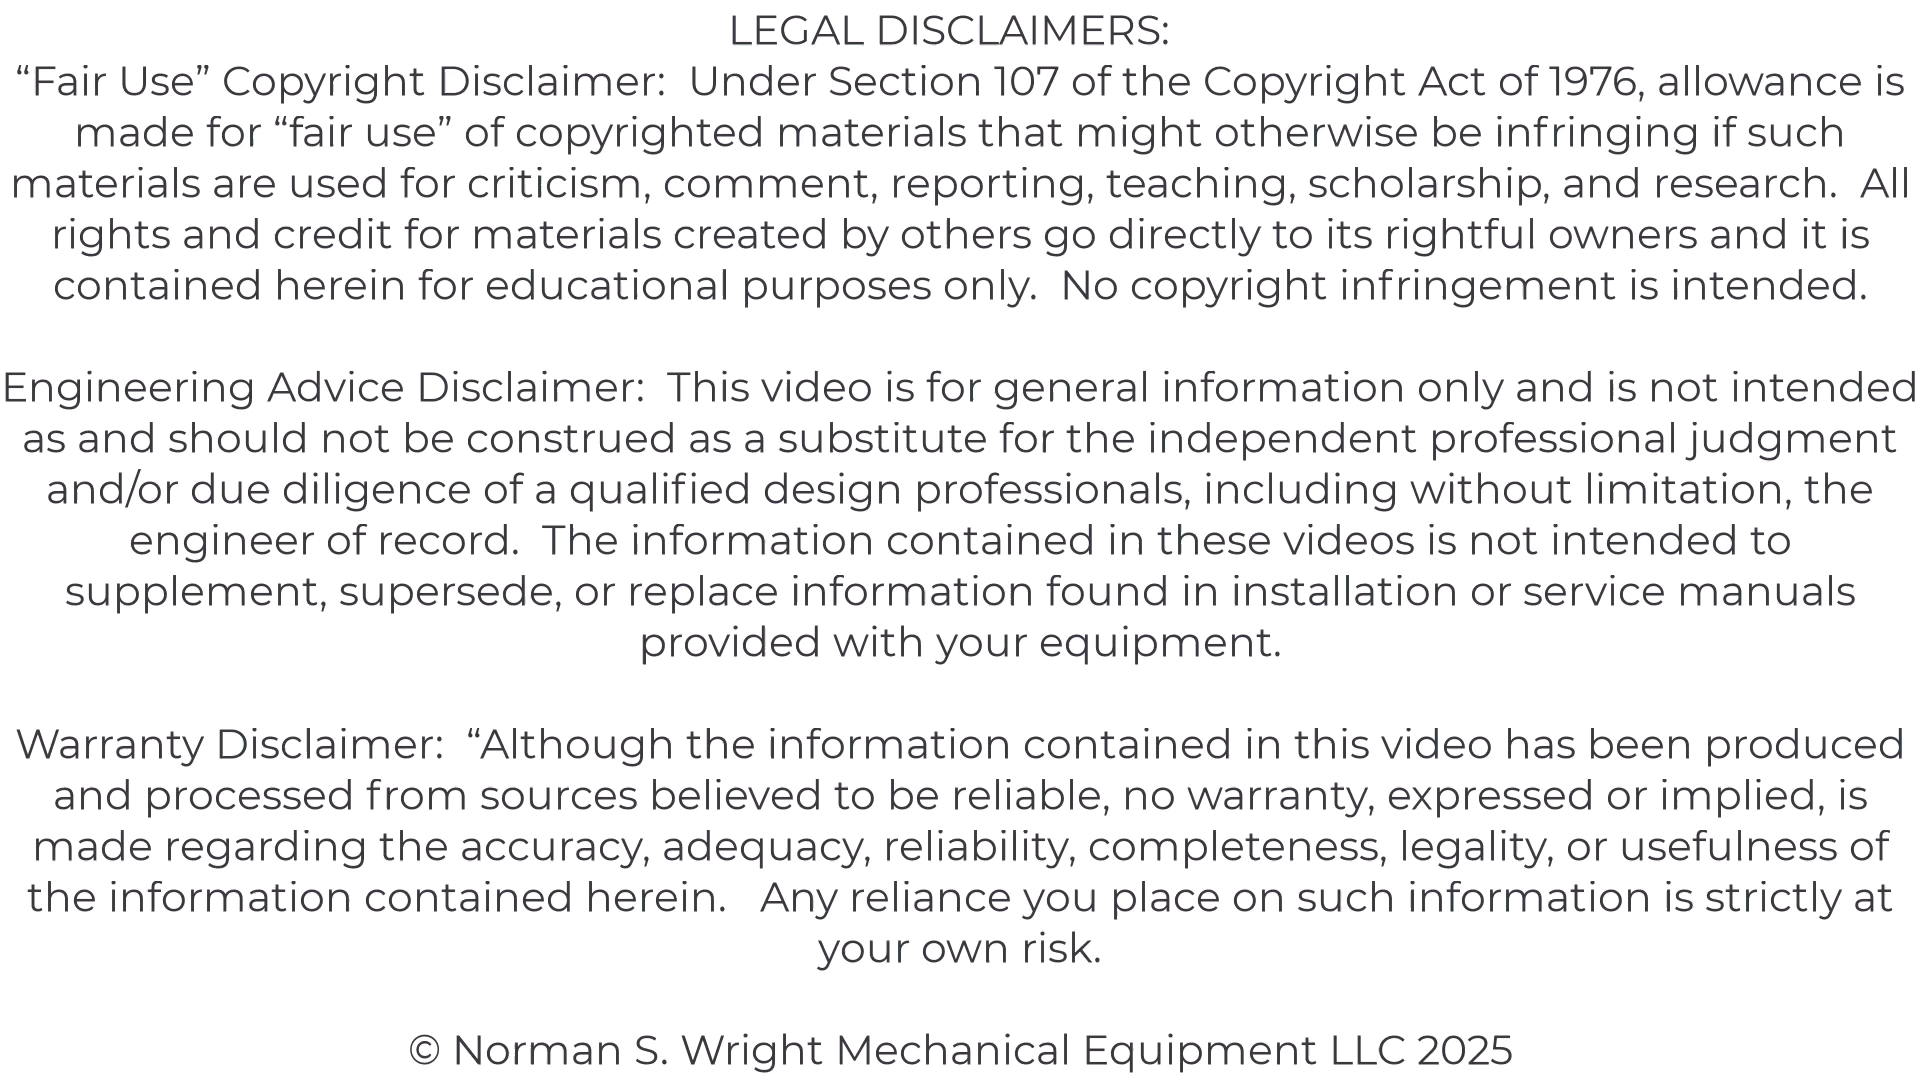 LEGAL DISCLAIMERS:
“Fair Use” Copyright Disclaimer:  Under Section 107 of the Copyright Act of 1976, allowance is
made for “fair use” of copyrighted materials that might otherwise be infringing if such
materials are used for criticism, comment, reporting, teaching, scholarship, and research.  All
rights and credit for materials created by others go directly to its rightful owners and it is
contained herein for educational purposes only.  No copyright infringement is intended.

Engineering Advice Disclaimer:  This video is for general information only and is not intended
as and should not be construed as a substitute for the independent professional judgment
and/or due diligence of a qualified design professionals, including without limitation, the
engineer of record.  The information contained in these videos is not intended to
supplement, supersede, or replace information found in installation or service manuals
provided with your equipment.

Warranty Disclaimer:  “Although the information contained in this video has been produced
and processed from sources believed to be reliable, no warranty, expressed or implied, is
made regarding the accuracy, adequacy, reliability, completeness, legality, or usefulness of
the information contained herein.   Any reliance you place on such information is strictly at
your own risk.

© Norman S. Wright Mechanical Equipment LLC 2025